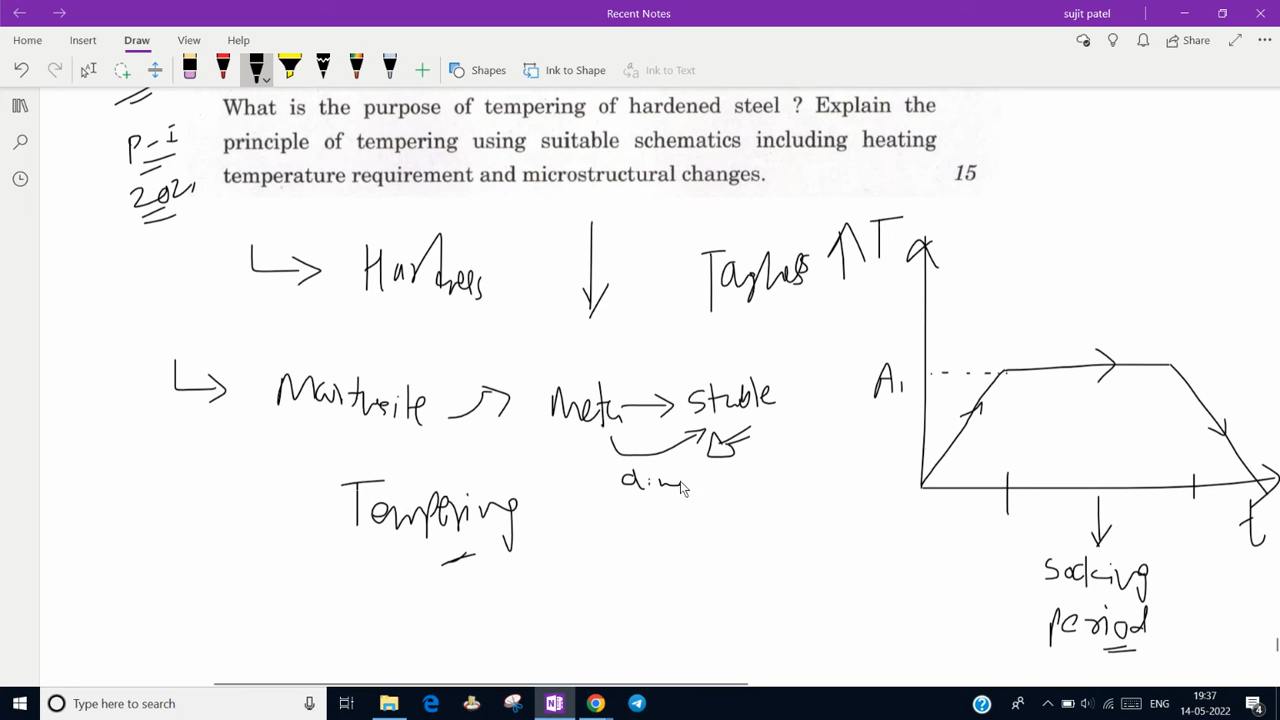 Recent Notes
sujit patel
Home Insert Draw View Help
Share
Shapes Ink to Shape Ink to Text
What is the purpose of tempering of hardened steel ? Explain the
principle of tempering using suitable schematics including heating
temperature requirement and microstructural changes. 15
P-I
2021
Hardness
T
A1
Meta → Stable
Tempering
t
period
Type here to search
ENG
19:37
14-05-2022
4